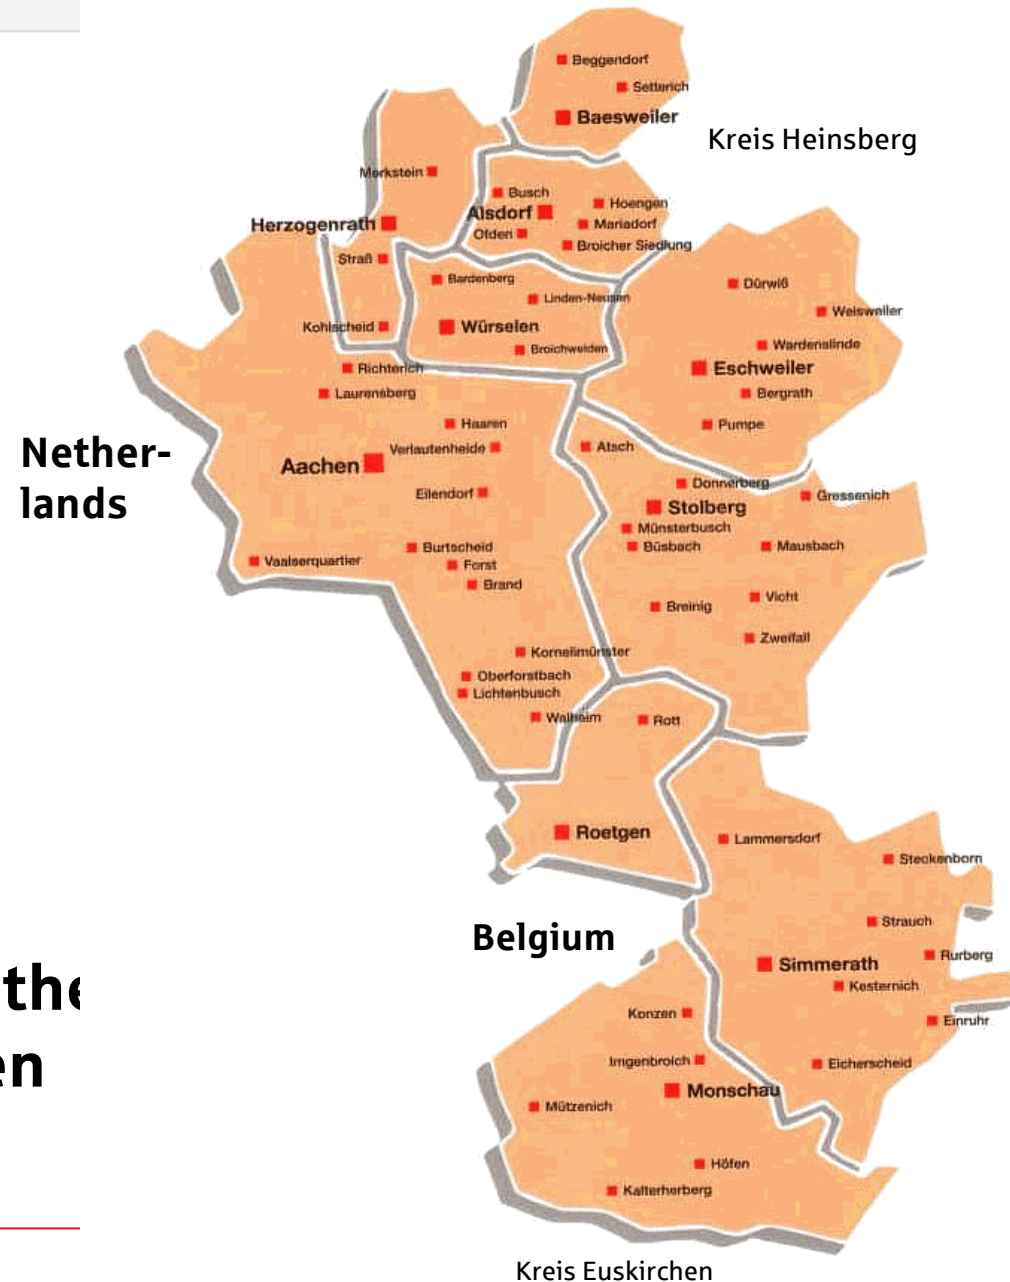 Beggendorf
Setterich
Baesweiler
Kreis Heinsberg
Merkstein
Busch
Hoengen
Alsdorf
Mariadorf
Herzogenrath
Ofden
Broicher Siedlung
Straß
Bardenberg
Dürwiß
Linden-Neusen
Weisweiler
Kohlscheid
Würselen
Wardenslinde
Broichweiden
Richterich
Eschweiler
Laurensberg
Bergrath
Haaren
Pumpe
Verlautenheide
Atsch
Nether-
lands
Aachen
Donnerberg
Eilendorf
Gressenich
Stolberg
Münsterbusch
Burtscheid
Büsbach
Mausbach
Vaalserquartier
Forst
Brand
Vicht
Breinig
Zweifall
Kornelimünster
Oberforstbach
Lichtenbusch
Walheim
Rott
Roetgen
Lammersdorf
Steckenborn
Strauch
Belgium
Rurberg
Simmerath
the
Kesternich
Konzen
Einruhr
en
Imgenbroich
Eicherscheid
Monschau
Mützenich
Höfen
Kalterherberg
Kreis Euskirchen